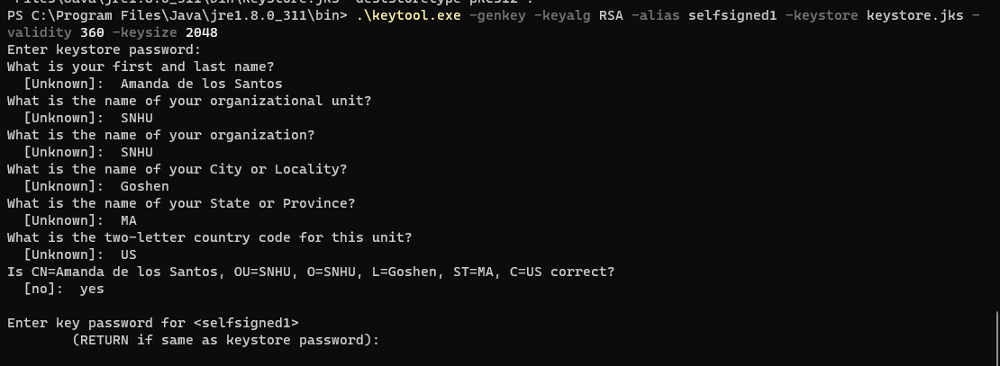 PS C:\Program Files\Java\jre1.8.0_311\bin> .\keytool.exe -genkey -keyalg RSA -alias selfsigned1 -keystore keystore.jks -
validity 360 -keysize 2048
Enter keystore password:
What is your first and last name?
  [Unknown]:  Amanda de los Santos
What is the name of your organizational unit?
  [Unknown]:  SNHU
What is the name of your organization?
  [Unknown]:  SNHU
What is the name of your City or Locality?
  [Unknown]:  Goshen
What is the name of your State or Province?
  [Unknown]:  MA
What is the two-letter country code for this unit?
  [Unknown]:  US
Is CN=Amanda de los Santos, OU=SNHU, O=SNHU, L=Goshen, ST=MA, C=US correct?
  [no]:  yes

Enter key password for <selfsigned1>
        (RETURN if same as keystore password):